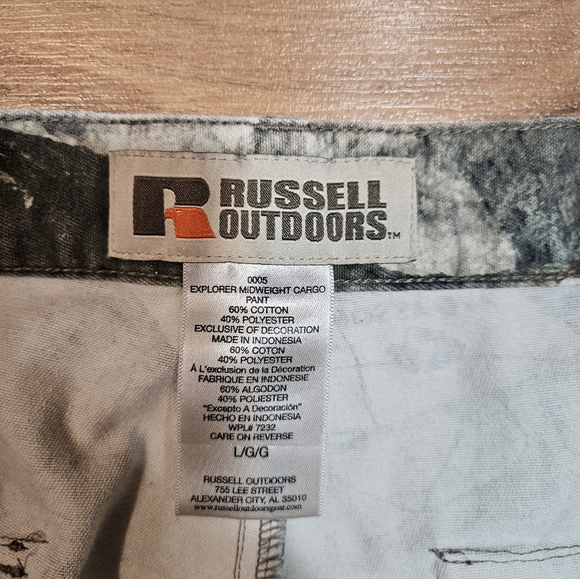 RUSSELL
OUTDOORS™
0005
EXPLORER MIDWEIGHT CARGO
PANT
60% COTTON
40% POLYESTER
EXCLUSIVE OF DECORATION
MADE IN INDONESIA
60% COTON
40% POLYESTER
Á L'exclusion de la Décoration
FABRIQUE EN INDONESIE
60% ALGODON
40% POLIESTER
"Excepto A Decoración"
HECHO EN INDONESIA
WPL# 7232
CARE ON REVERSE
L/G/G
RUSSELL OUTDOORS
755 LEE STREET
ALEXANDER CITY, AL 35010
www.russelloutdoorsgear.com